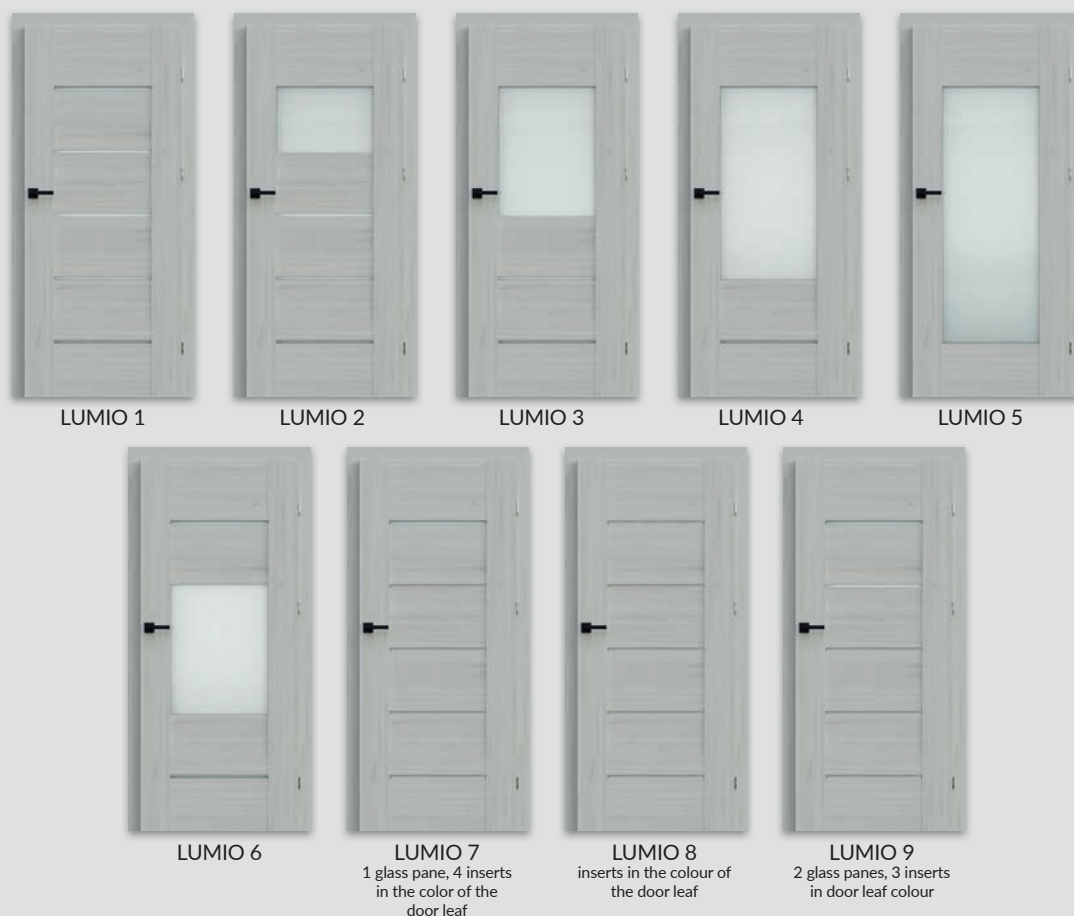 LUMIO 1
LUMIO 2
LUMIO 3
LUMIO 4
LUMIO 5
LUMIO 6
LUMIO 7
1 glass pane, 4 inserts
in the color of the
door leaf
LUMIO 8
inserts in the colour of
the door leaf
LUMIO 9
2 glass panes, 3 inserts
in door leaf colour